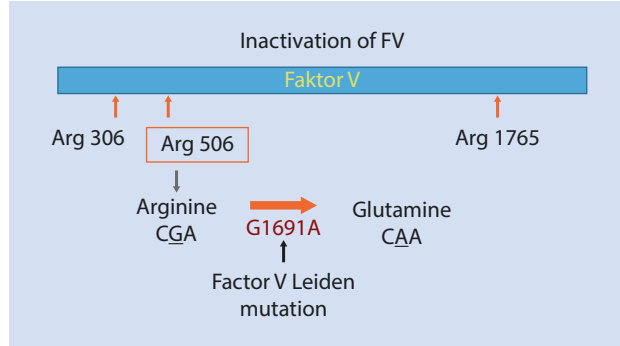 Inactivation of FV
Faktor V
Arg 306
Arg 506
Arg 1765
Arginine
CGA
G1691A
Glutamine
CAA
Factor V Leiden
mutation